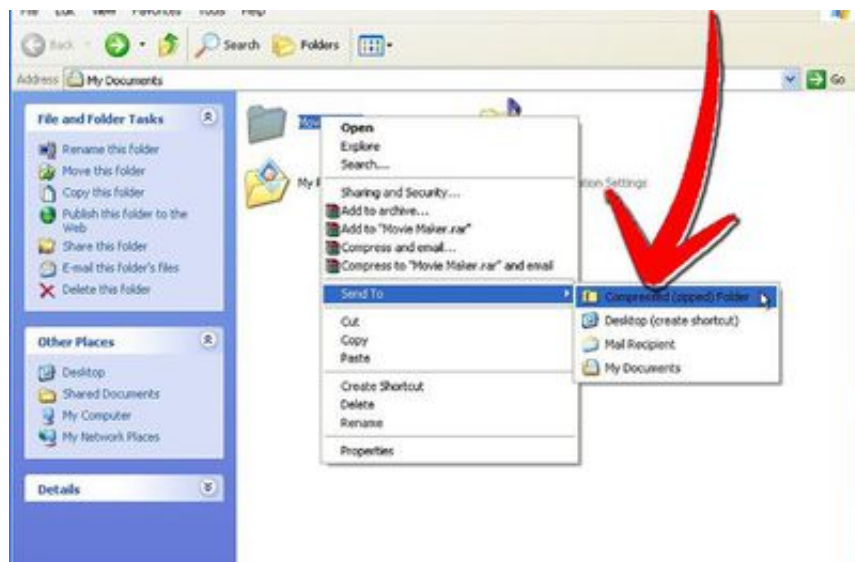 File Edit View Favorites Tools Help
Back
Search
Folders
Address
My Documents
Go
File and Folder Tasks
Rename this folder
Move this folder
Copy this folder
Publish this folder to the
Web
Share this folder
E-mail this folder's files
Delete this folder
Other Places
Desktop
Shared Documents
My Computer
My Network Places
Details
My
Settings
Open
Explore
Search...
Sharing and Security...
Add to archive...
Add to "Movie Maker.rar"
Compress and email...
Compress to "Movie Maker.rar" and email
Send To
Cut
Copy
Paste
Create Shortcut
Delete
Rename
Properties
Compressed (zipped) Folder
Desktop (create shortcut)
Mail Recipient
My Documents